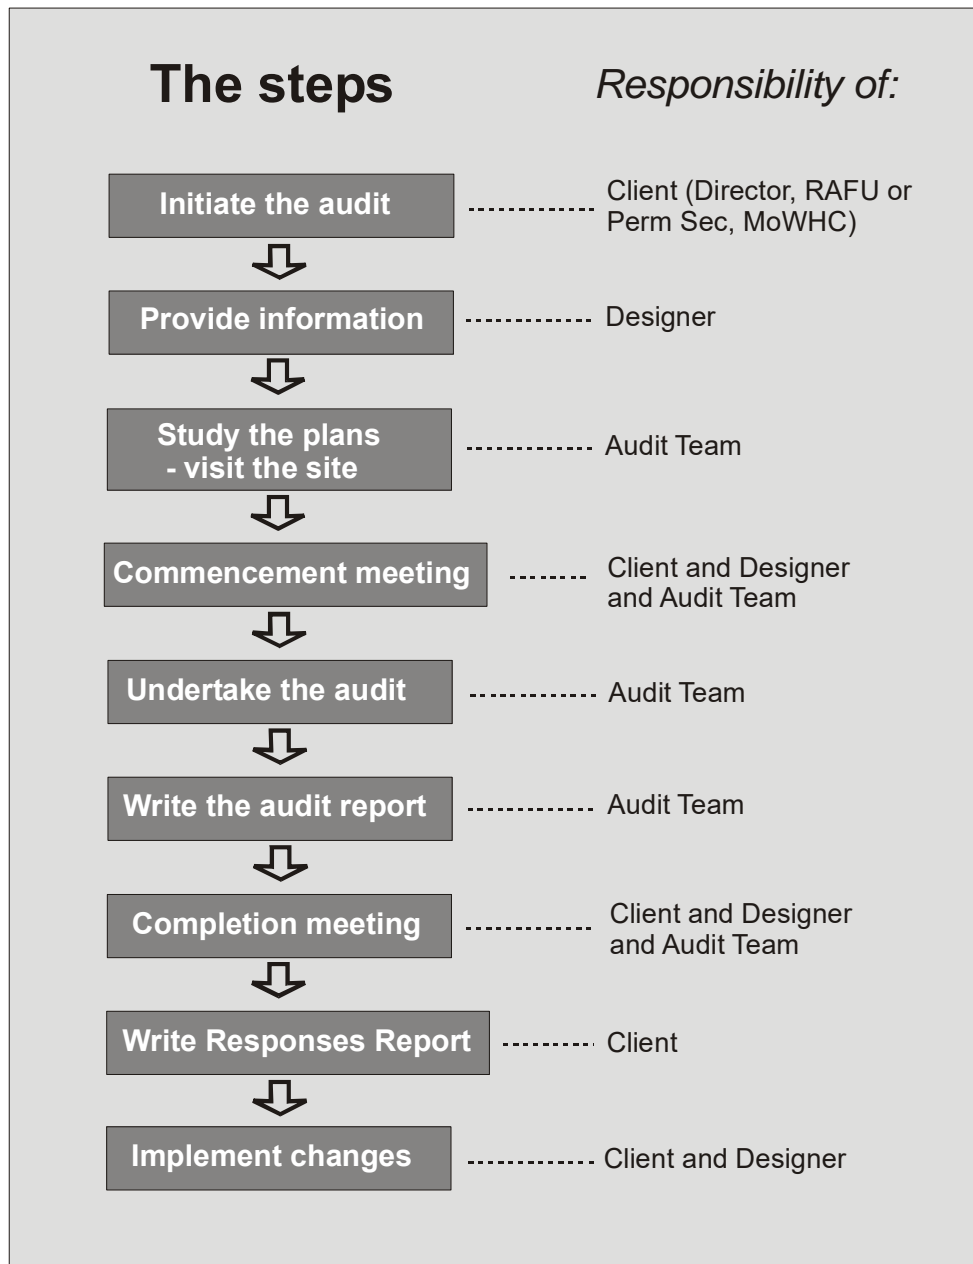 The steps
Responsibility of:
Initiate the audit
Client (Director, RAFU or
Perm Sec, MoWHC)
Provide information
Designer
Study the plans
- visit the site
Audit Team
Commencement meeting
Client and Designer
and Audit Team
Undertake the audit
Audit Team
Write the audit report
Audit Team
Completion meeting
Client and Designer
and Audit Team
Write Responses Report
Client
Implement changes
Client and Designer